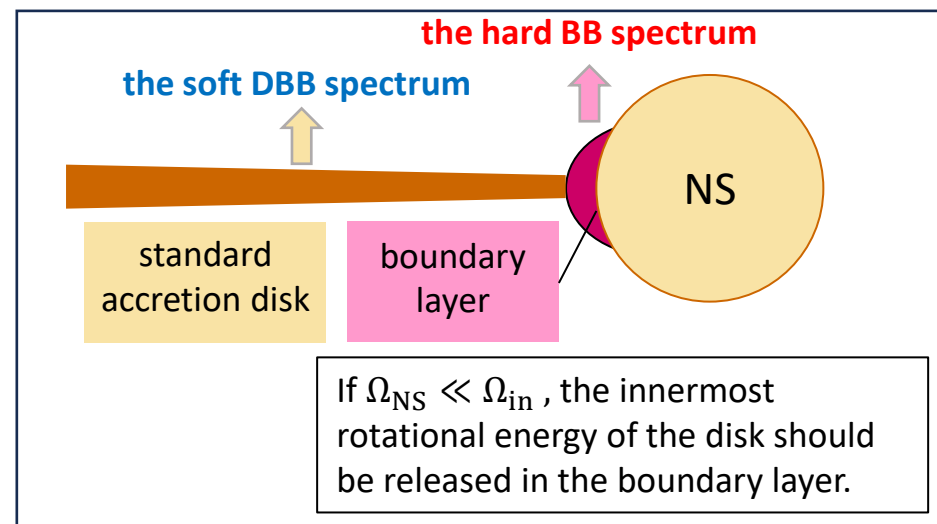 the hard BB spectrum
the soft DBB spectrum
NS
standard
accretion disk
boundary
layer
If Ω_NS ≪ Ω_in , the innermost
rotational energy of the disk should
be released in the boundary layer.